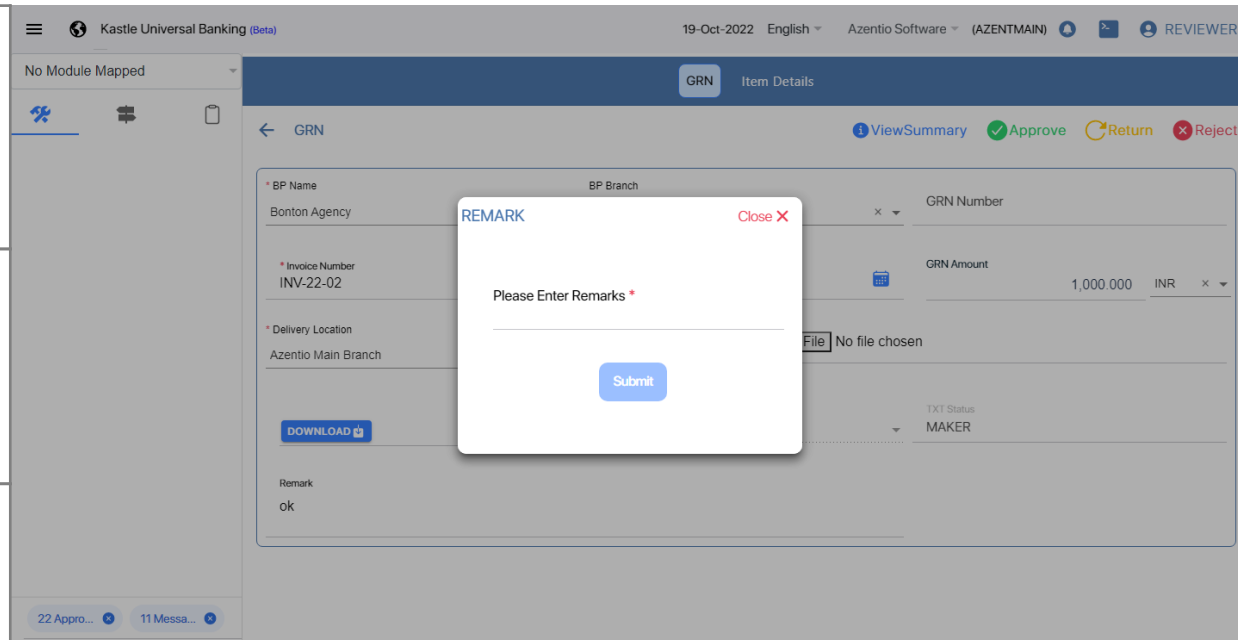 Kastle Universal Banking (Beta) 19-Oct-2022 English Azentio Software (AZENTMAIN) REVIEWER
No Module Mapped
GRN Item Details
GRN ViewSummary Approve Return Reject
* BP Name BP Branch
Bonton Agency GRN Number
REMARK Close X
* Invoice Number GRN Amount
INV-22-02 1,000.000 INR
Please Enter Remarks *
* Delivery Location
Azentio Main Branch File No file chosen
Submit
TXT Status
DOWNLOAD MAKER
Remark
ok
22 Appro... 11 Messa...